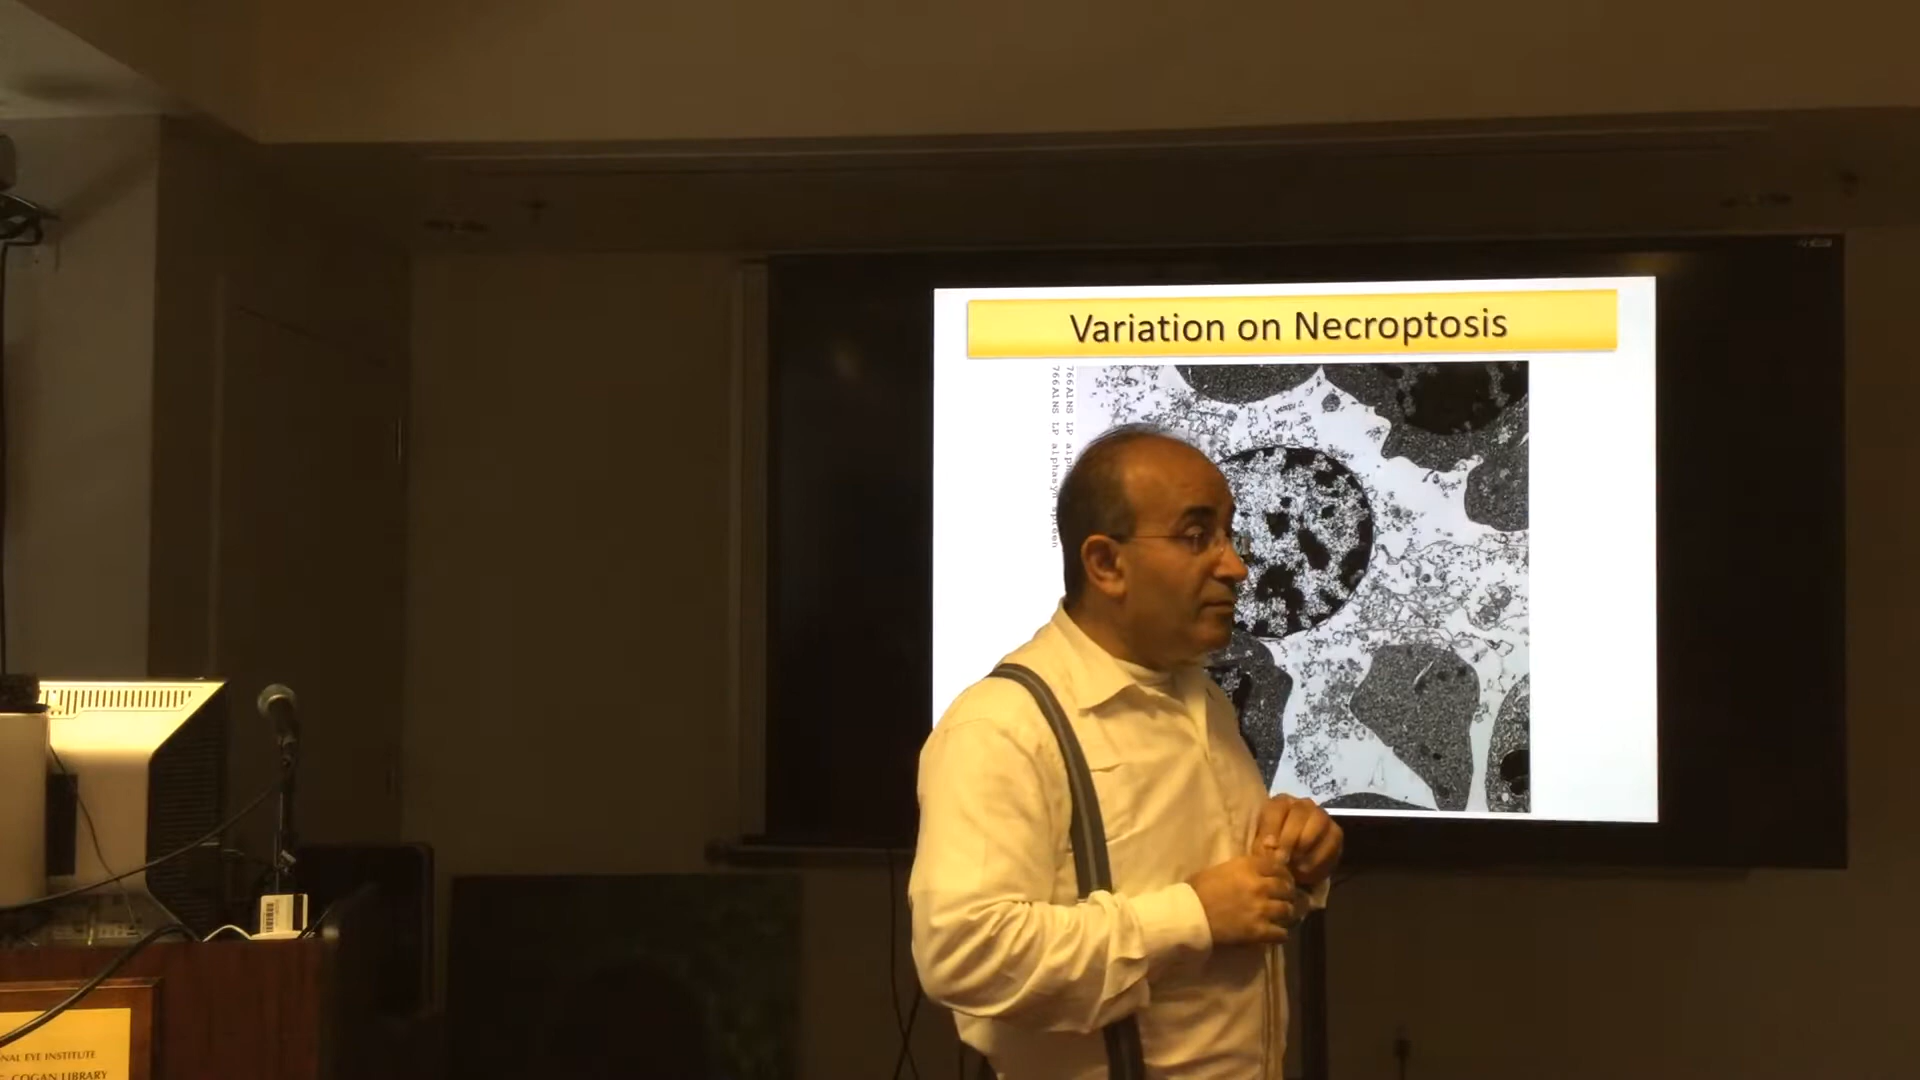 Variation on Necroptosis
766A1NS LP alph
766A1NS LP alphasyn spleen
NAL EYE INSTITUTE
COGAN LIBRARY